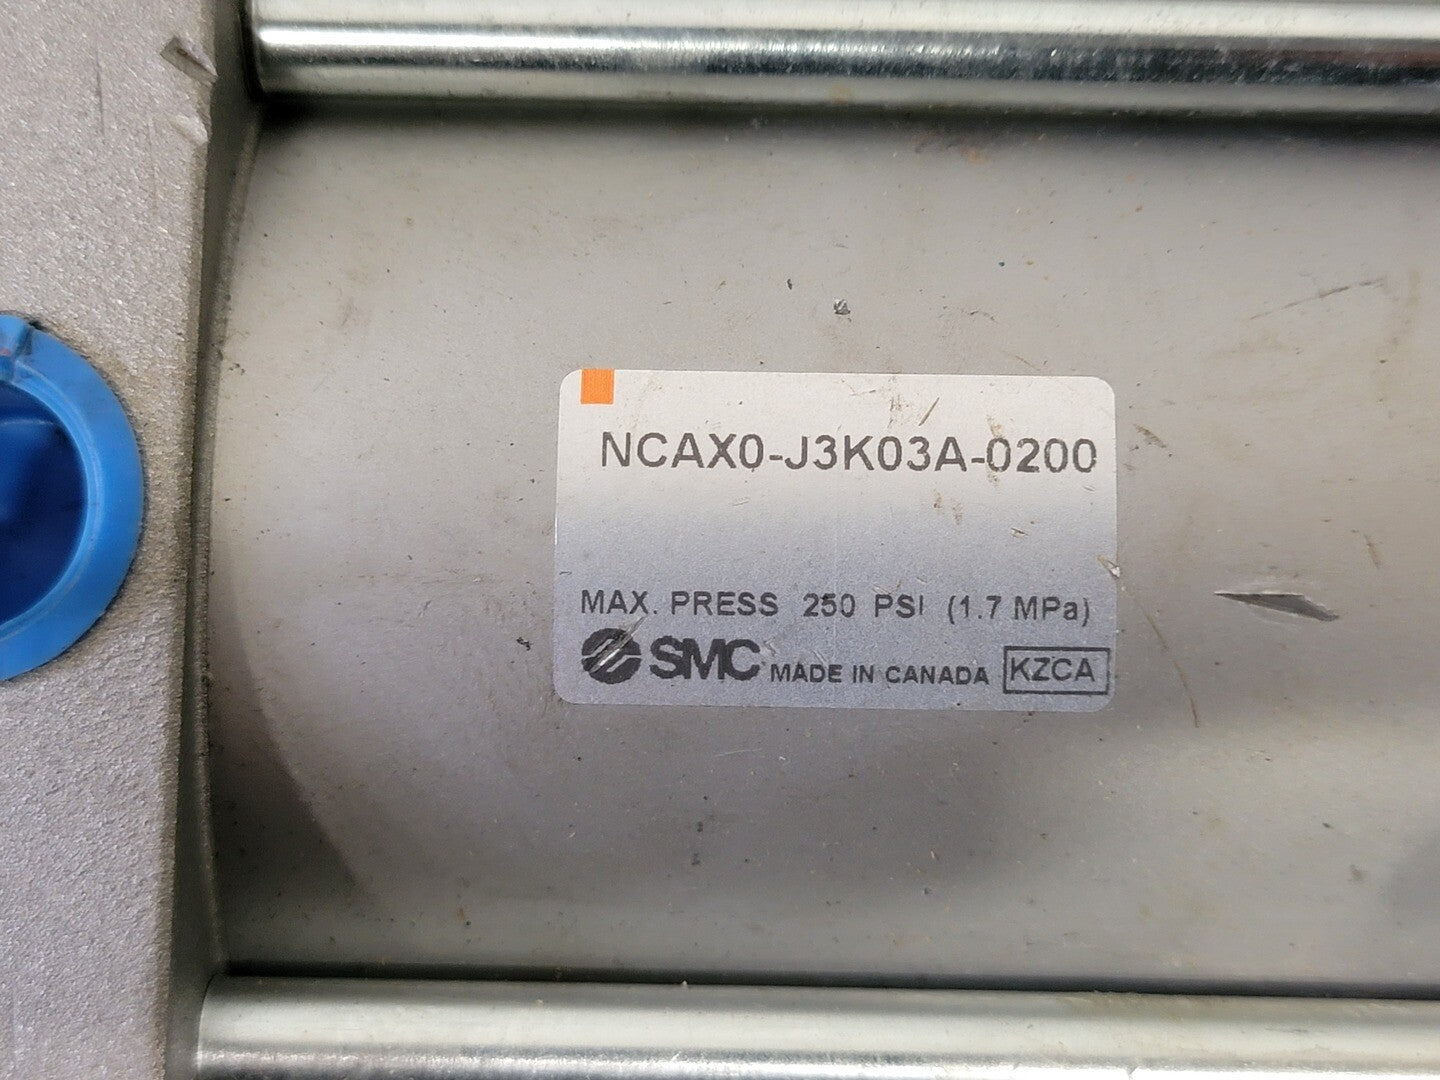 NCAX0-J3K03A-0200
MAX. PRESS 250 PSI (1.7 MPa)
SMC MADE IN CANADA KZCA